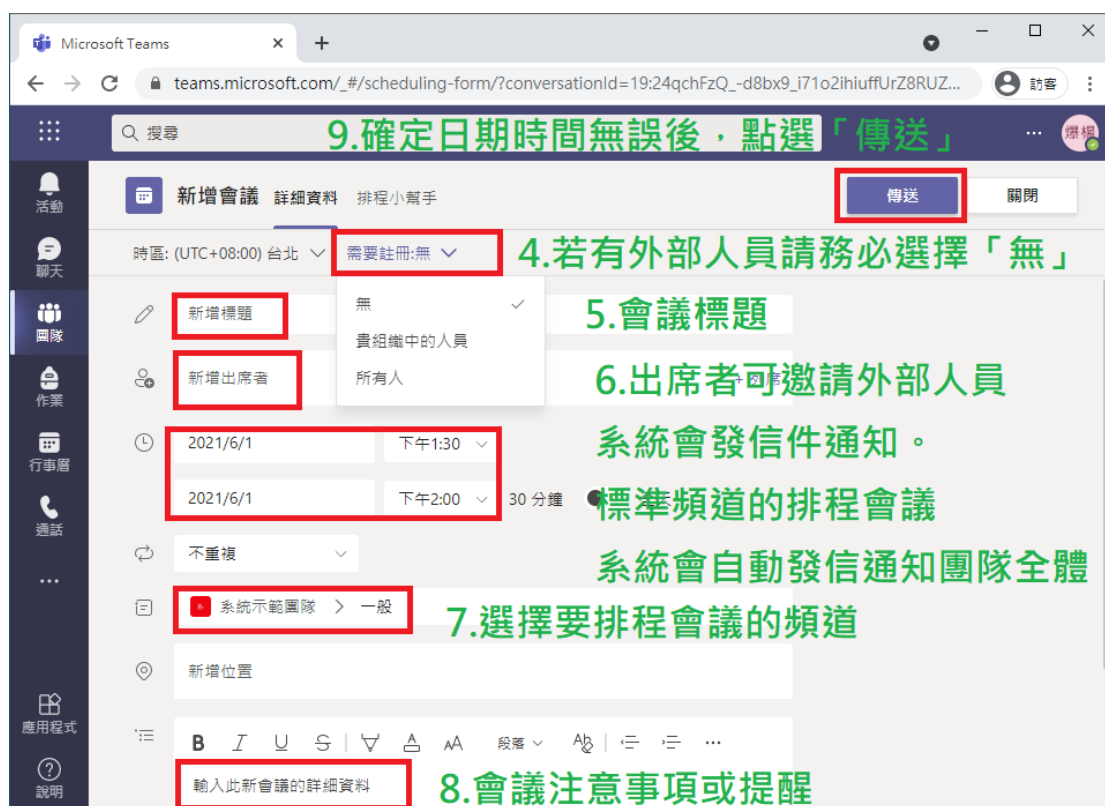 Microsoft Teams
teams.microsoft.com/_#/scheduling-form/?conversationId=19:24qchFzQ_-d8bx9_i71o2ihiuffUrZ8RUZ...
訪客
搜尋
9.確定日期時間無誤後，點選「傳送」
爆楊
活動
新增會議 詳細資料 排程小幫手
傳送
關閉
聊天
時區: (UTC+08:00) 台北
需要註冊:無
4.若有外部人員請務必選擇「無」
團隊
新增標題
無
5.會議標題
貴組織中的人員
作業
新增出席者
所有人
6.出席者可邀請外部人員
行事曆
2021/6/1
下午1:30
系統會發信件通知。
通話
2021/6/1
下午2:00
30 分鐘
標準頻道的排程會議
不重複
系統會自動發信通知團隊全體
...
系統示範團隊 > 一般
7.選擇要排程會議的頻道
新增位置
應用程式
B I U S A AA 段落 Ab ...
說明
輸入此新會議的詳細資料
8.會議注意事項或提醒